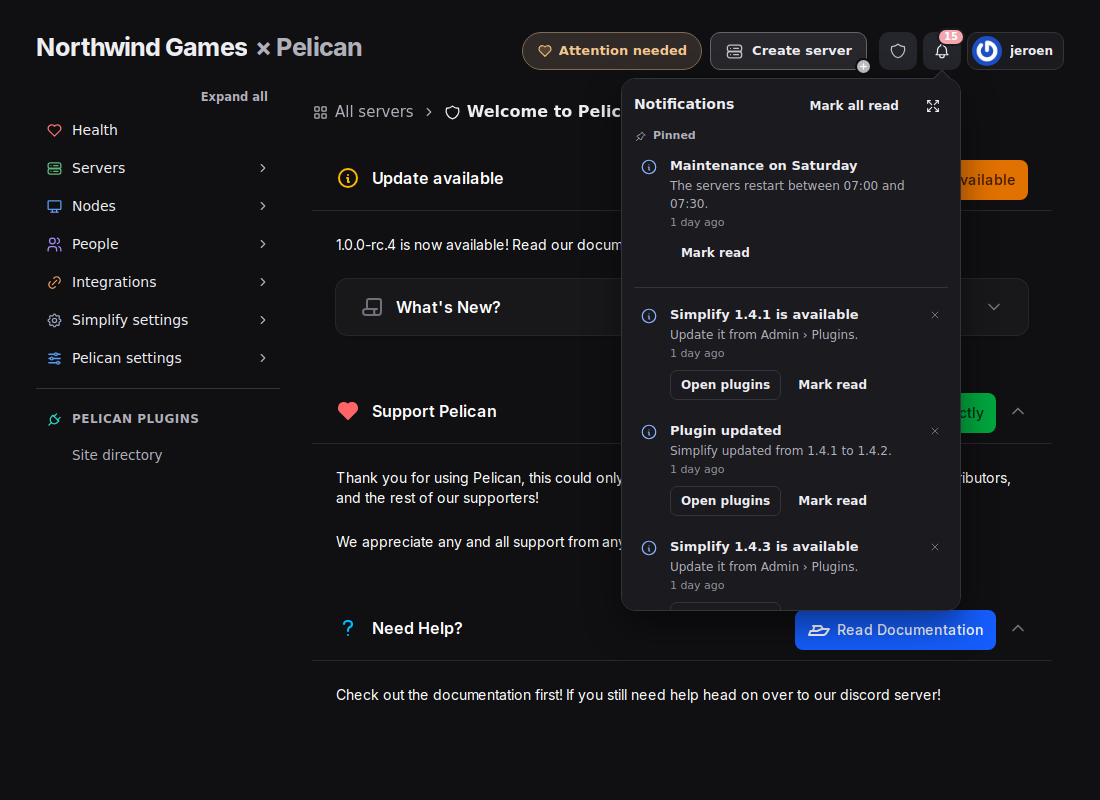 Northwind Games × Pelican
Attention needed
Create server
15
jeroen
Expand all
Health
Servers
Nodes
People
Integrations
Simplify settings
Pelican settings
PELICAN PLUGINS
Site directory
All servers
Welcome to Pelic
Update available
vailable
1.0.0-rc.4 is now available! Read our docum
What's New?
Support Pelican
ctly
Thank you for using Pelican, this could only
ributors,
and the rest of our supporters!
We appreciate any and all support from any
Need Help?
Read Documentation
Check out the documentation first! If you still need help head on over to our discord server!
Notifications
Mark all read
Pinned
Maintenance on Saturday
The servers restart between 07:00 and
07:30.
1 day ago
Mark read
Simplify 1.4.1 is available
Update it from Admin › Plugins.
1 day ago
Open plugins
Mark read
Plugin updated
Simplify updated from 1.4.1 to 1.4.2.
1 day ago
Open plugins
Mark read
Simplify 1.4.3 is available
Update it from Admin › Plugins.
1 day ago